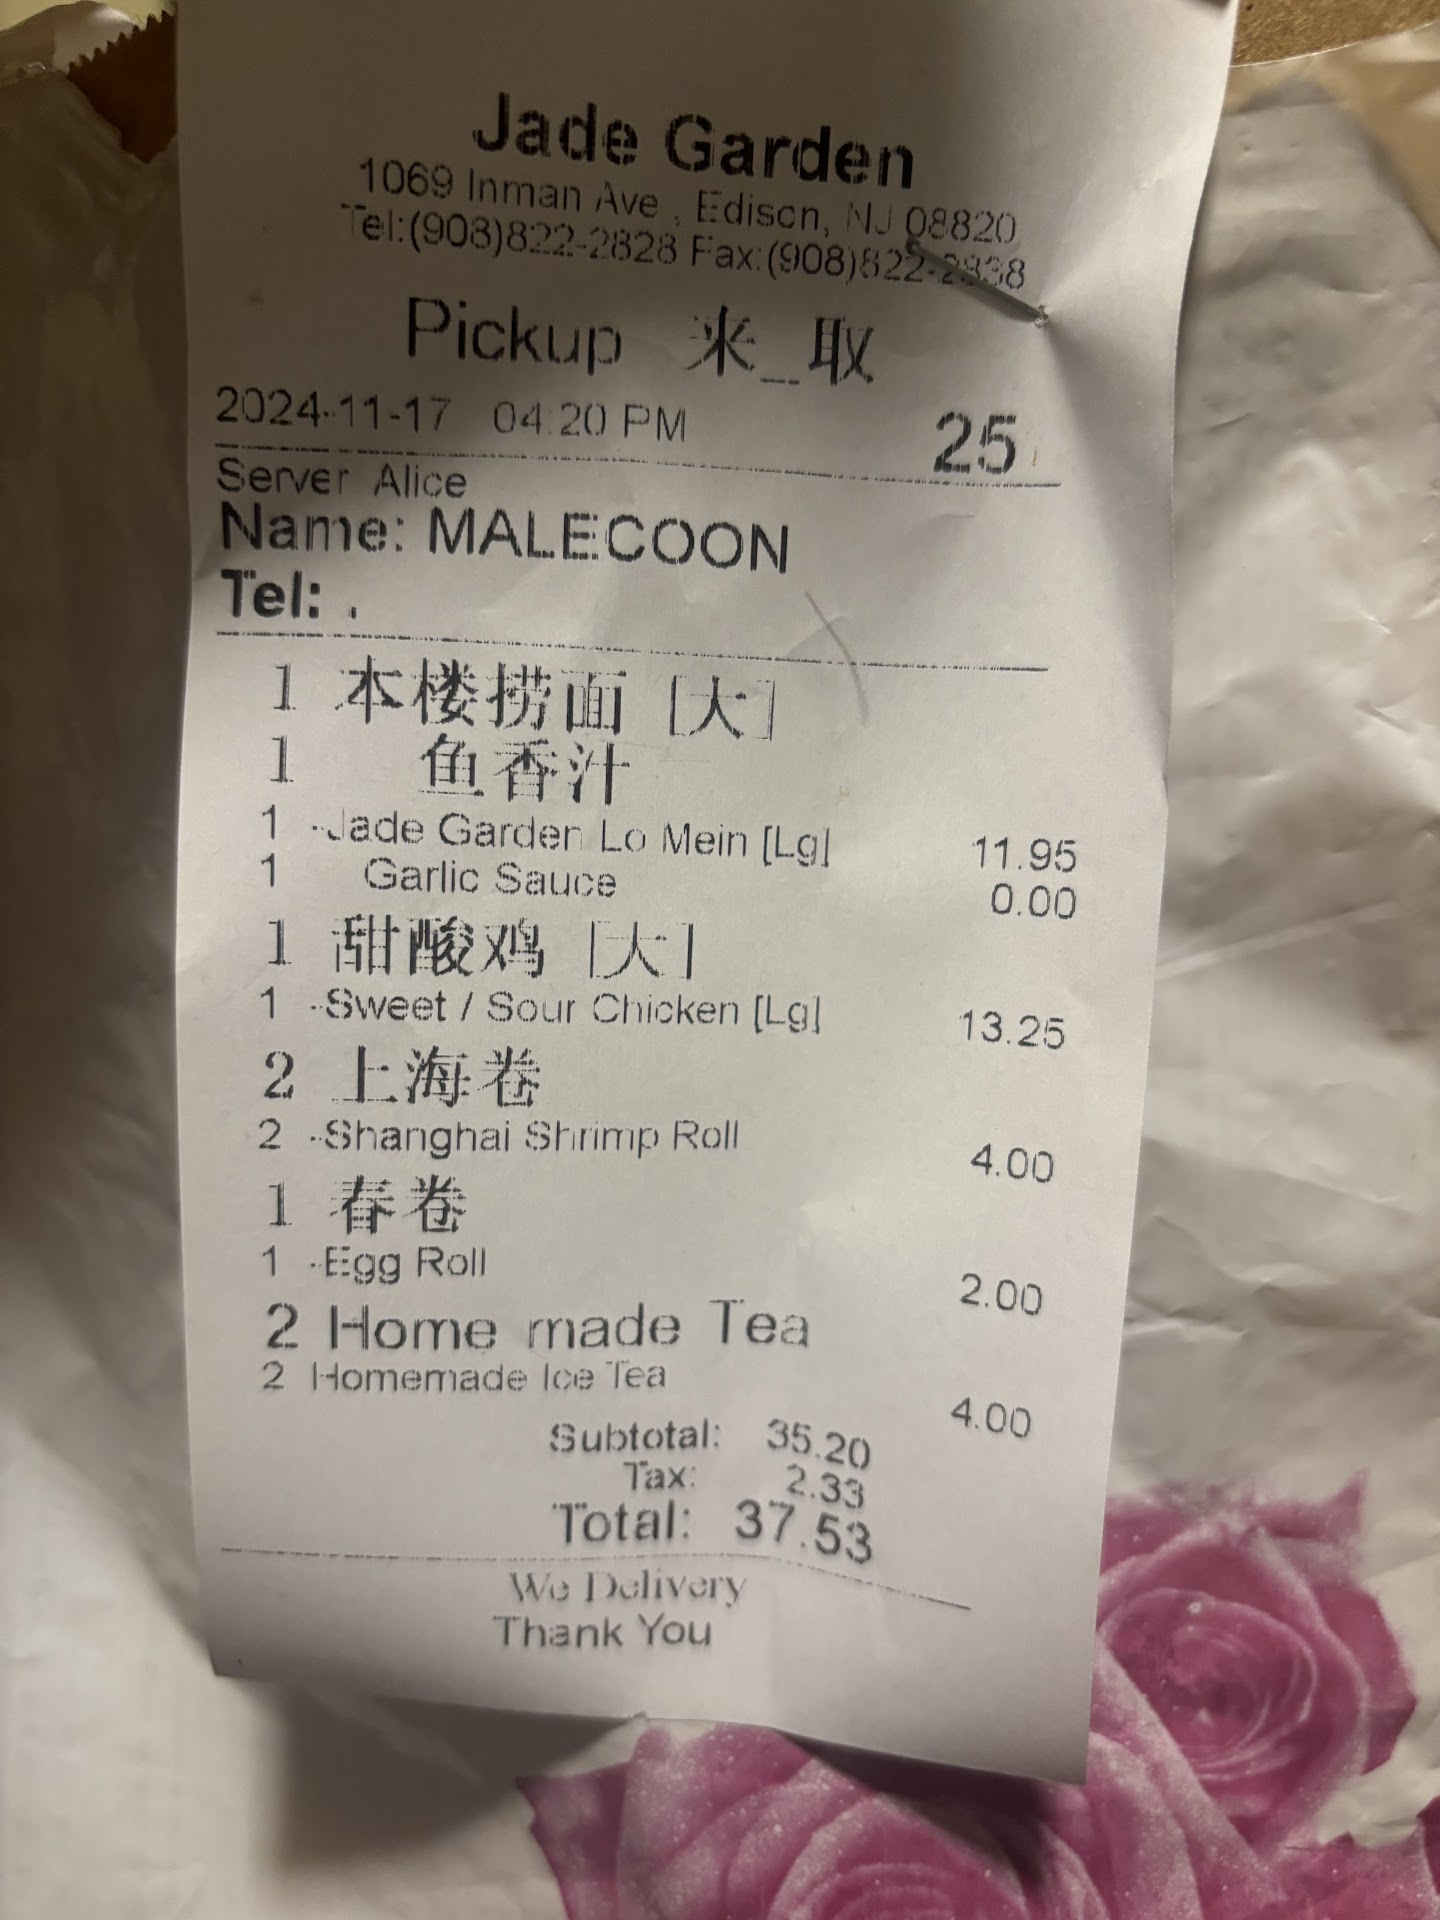 Jade Garden
1069 Inman Ave , Edison, NJ 08820
Tel:(908)822-2828 Fax:(908)822-2838
Pickup 来_取
2024-11-17 04:20 PM 25
Server Alice
Name: MALECOON
Tel: .
1 本楼捞面 [大]
1 鱼香汁
1 -Jade Garden Lo Mein [Lg] 11.95
1 Garlic Sauce 0.00
1 甜酸鸡 [大]
1 -Sweet / Sour Chicken [Lg] 13.25
2 上海卷
2 -Shanghai Shrimp Roll 4.00
1 春卷
1 -Egg Roll 2.00
2 Home made Tea
2 Homemade Ice Tea 4.00
Subtotal: 35.20
Tax: 2.33
Total: 37.53
We Delivery
Thank You